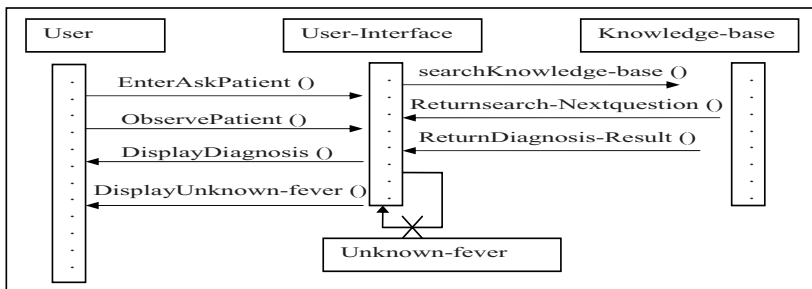 User
User-Interface
Knowledge-base
EnterAskPatient ()
searchKnowledge-base ()
ObservePatient ()
Returnsearch-Nextquestion ()
DisplayDiagnosis ()
ReturnDiagnosis-Result ()
DisplayUnknown-fever ()
Unknown-fever